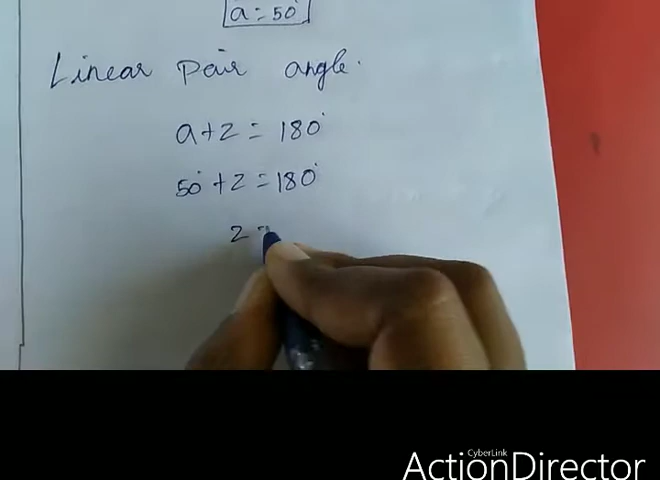 a = 50°
Linear Pair angle.
a + z = 180°
50° + z = 180°
z =
CyberLink
ActionDirector